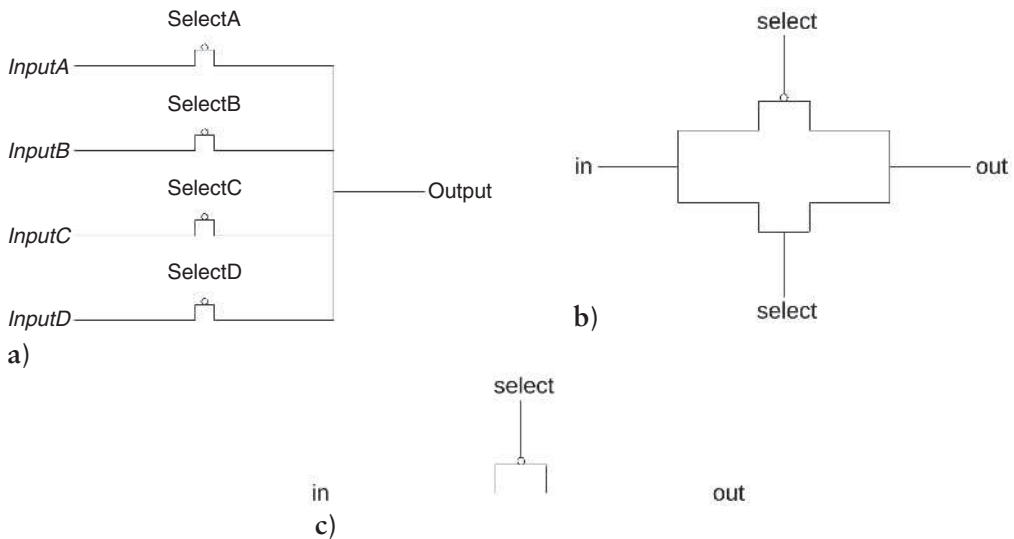 SelectA
InputA
SelectB
InputB
SelectC
Output
InputC
SelectD
InputD
a)
select
in
out
select
b)
select
in
out
c)